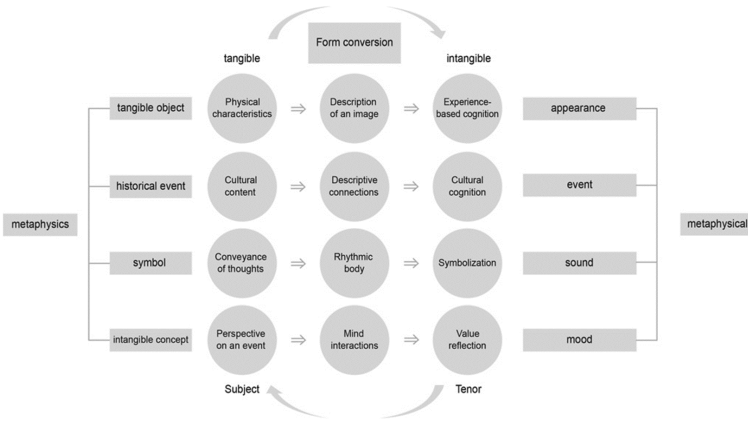 Form conversion
tangible
intangible
tangible object
Physical
characteristics
Description
of an image
Experience-
based cognition
appearance
historical event
Cultural
content
Descriptive
connections
Cultural
cognition
event
metaphysics
metaphysical
symbol
Conveyance
of thoughts
Rhythmic
body
Symbolization
sound
intangible concept
Perspective
on an event
Mind
interactions
Value
reflection
mood
Subject
Tenor